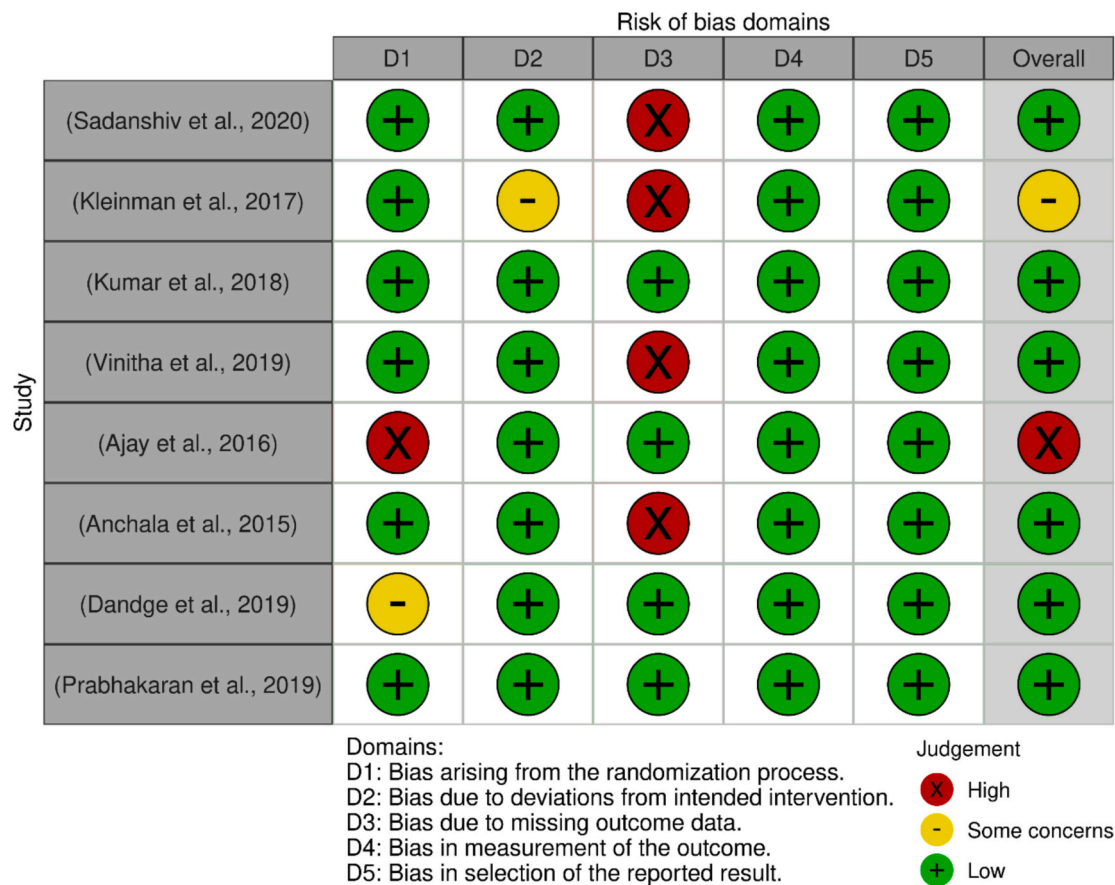 Risk of bias domains
D1 D2 D3 D4 D5 Overall
(Sadanshiv et al., 2020) + + X + + +
(Kleinman et al., 2017) + - X + + -
(Kumar et al., 2018) + + + + + +
(Vinitha et al., 2019) + + X + + +
(Ajay et al., 2016) X + + + + X
(Anchala et al., 2015) + + X + + +
(Dandge et al., 2019) - + + + + +
(Prabhakaran et al., 2019) + + + + + +
Study
Domains:
D1: Bias arising from the randomization process.
D2: Bias due to deviations from intended intervention.
D3: Bias due to missing outcome data.
D4: Bias in measurement of the outcome.
D5: Bias in selection of the reported result.
Judgement
X High
- Some concerns
+ Low